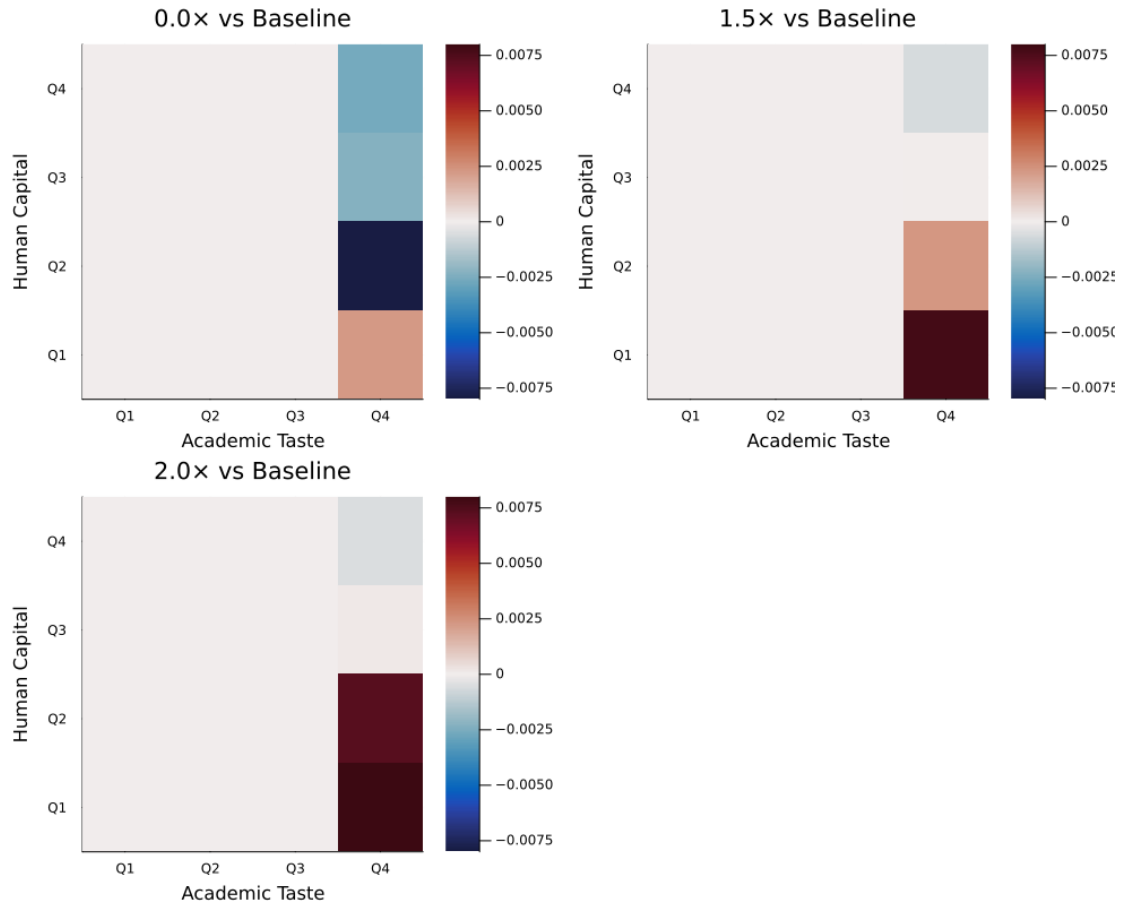 0.0× vs Baseline
Human Capital
Q4
Q3
Q2
Q1
Q1 Q2 Q3 Q4
Academic Taste
0.0075
0.0050
0.0025
0
−0.0025
−0.0050
−0.0075
1.5× vs Baseline
Human Capital
Q4
Q3
Q2
Q1
Q1 Q2 Q3 Q4
Academic Taste
0.0075
0.0050
0.0025
0
−0.0025
−0.0050
−0.0075
2.0× vs Baseline
Human Capital
Q4
Q3
Q2
Q1
Q1 Q2 Q3 Q4
Academic Taste
0.0075
0.0050
0.0025
0
−0.0025
−0.0050
−0.0075